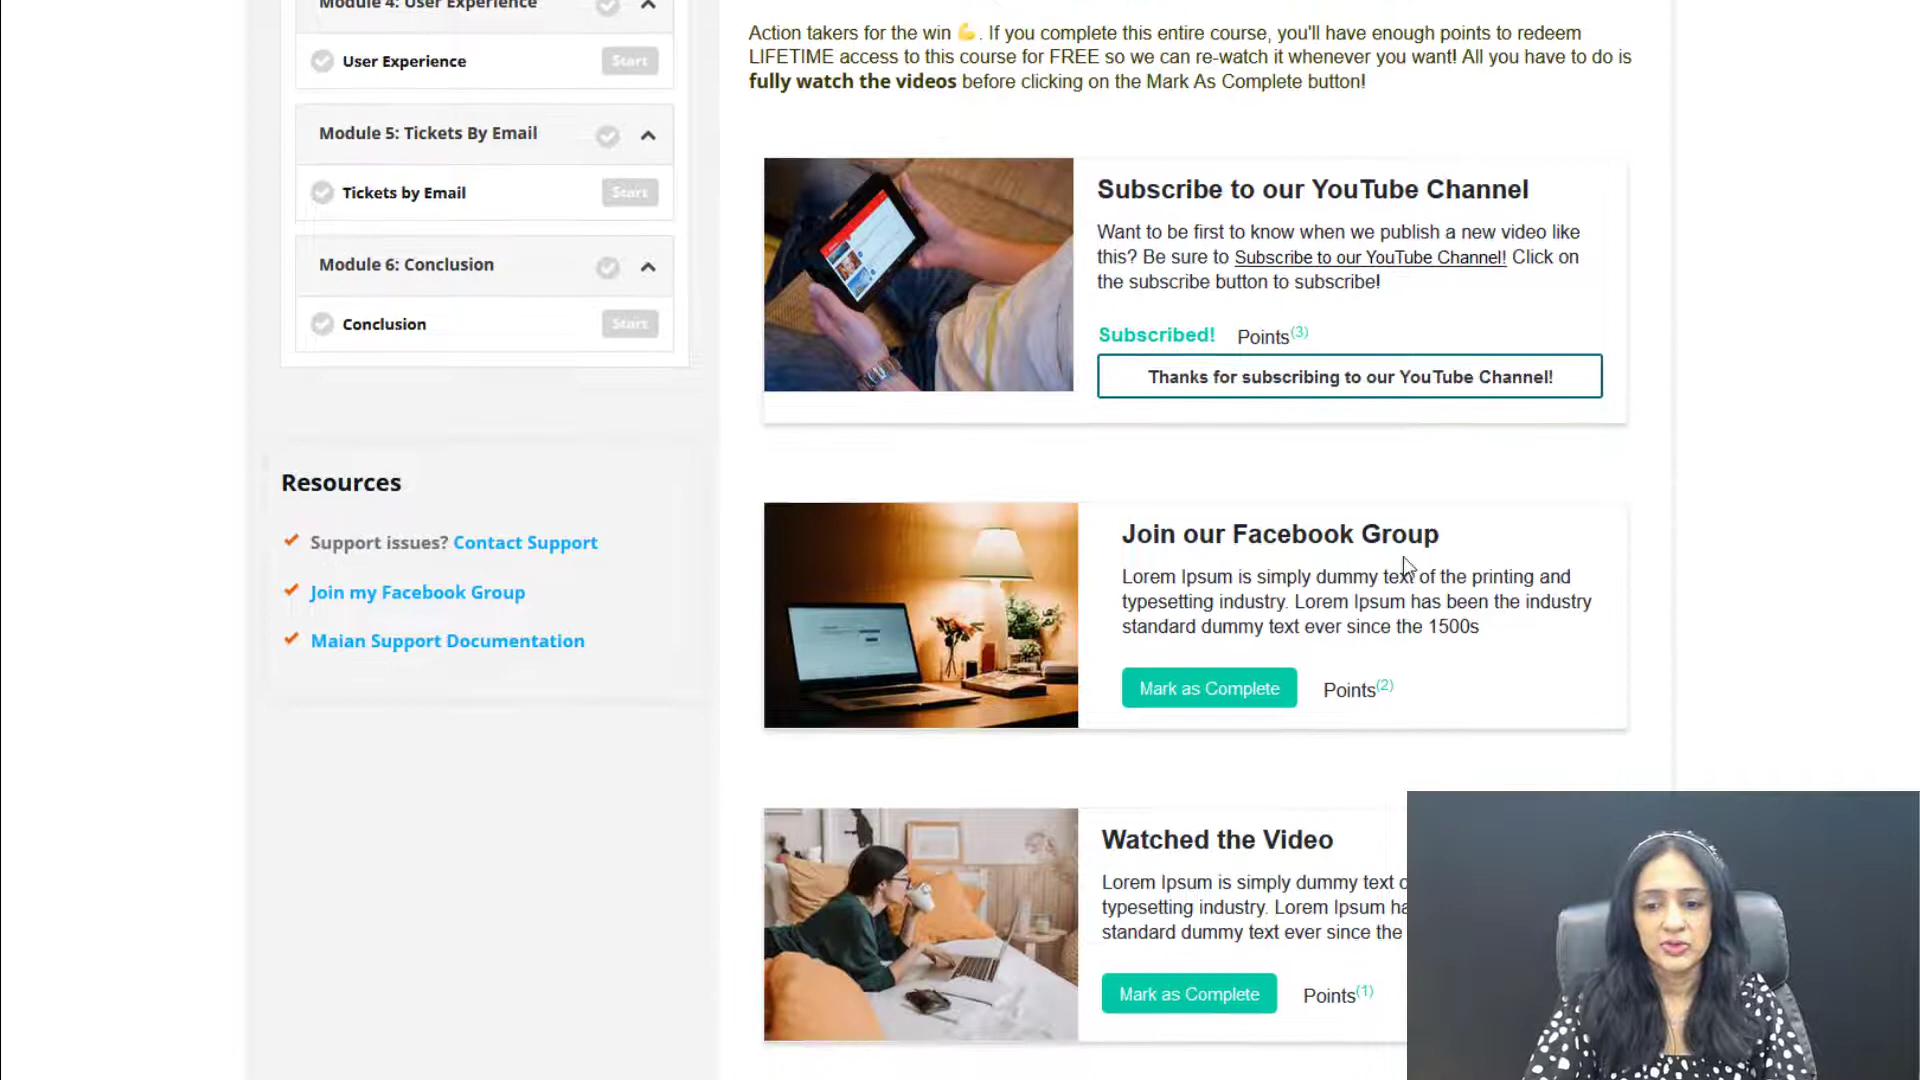 Module 4: User Experience
User Experience
Start
Module 5: Tickets By Email
Tickets by Email
Start
Module 6: Conclusion
Conclusion
Start
Resources
Support issues? Contact Support
Join my Facebook Group
Maian Support Documentation
Action takers for the win 💪. If you complete this entire course, you'll have enough points to redeem
LIFETIME access to this course for FREE so we can re-watch it whenever you want! All you have to do is
fully watch the videos before clicking on the Mark As Complete button!
Subscribe to our YouTube Channel
Want to be first to know when we publish a new video like
this? Be sure to Subscribe to our YouTube Channel! Click on
the subscribe button to subscribe!
Subscribed! Points(3)
Thanks for subscribing to our YouTube Channel!
Join our Facebook Group
Lorem Ipsum is simply dummy text of the printing and
typesetting industry. Lorem Ipsum has been the industry
standard dummy text ever since the 1500s
Mark as Complete Points(2)
Watched the Video
Lorem Ipsum is simply dummy text
typesetting industry. Lorem Ipsum
standard dummy text ever since the
Mark as Complete Points(1)